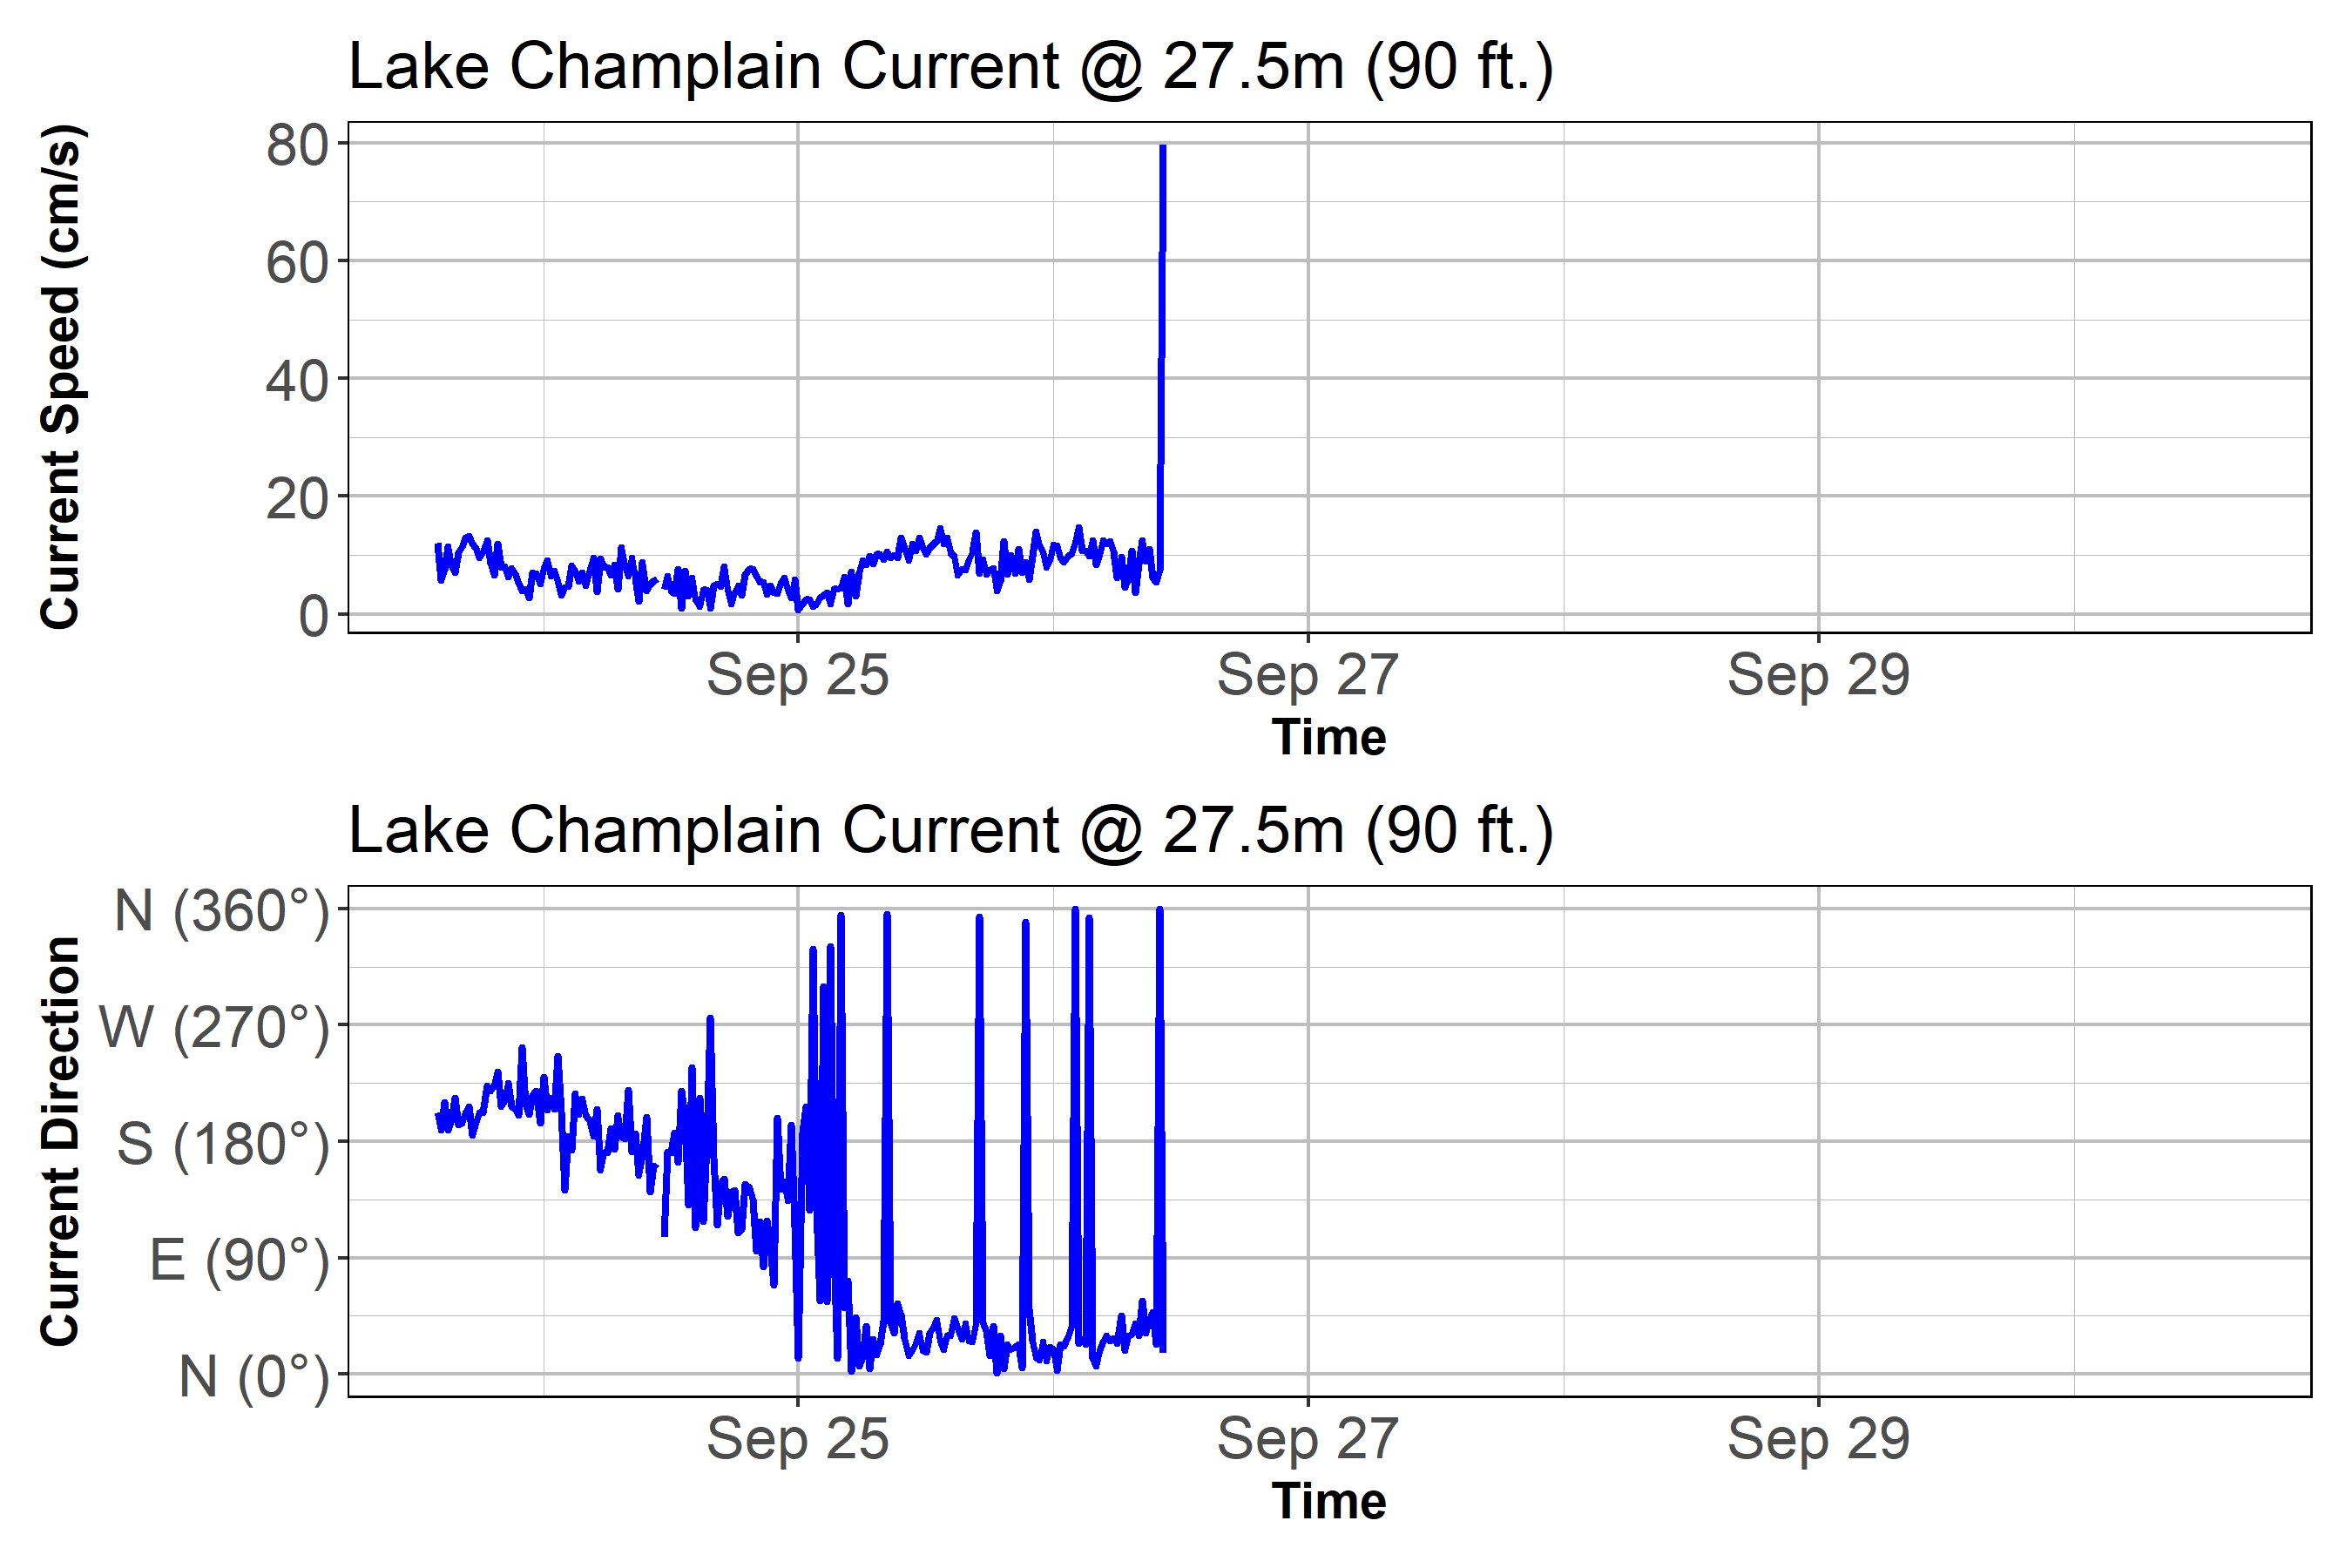 Lake Champlain Current @ 27.5m (90 ft.)
Current Speed (cm/s)
80
60
40
20
0
Sep 25 Sep 27 Sep 29
Time
Lake Champlain Current @ 27.5m (90 ft.)
Current Direction
N (360°)
W (270°)
S (180°)
E (90°)
N (0°)
Sep 25 Sep 27 Sep 29
Time